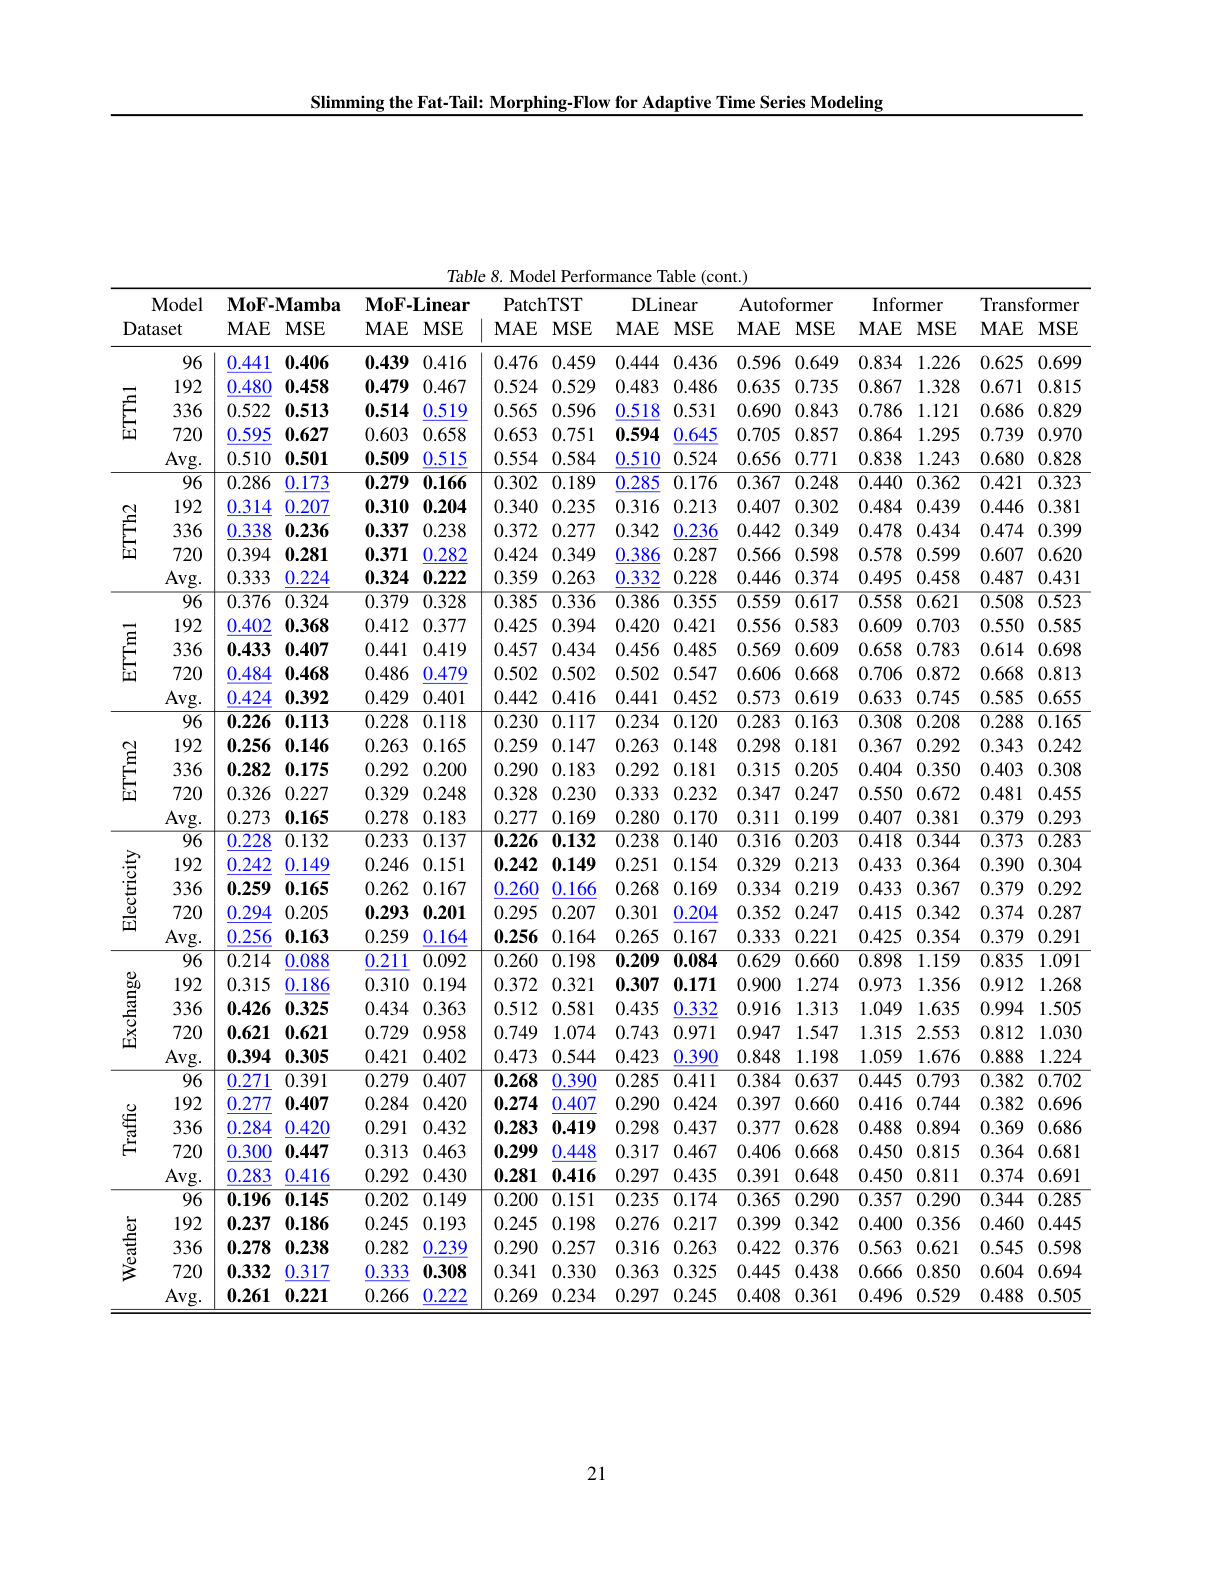 Slimming the Fat-Tail: Morphing-Flow for Adaptive Time Series Modeling
Table 8. Model Performance Table (cont.)
Model MoF-Mamba MoF-Linear PatchTST DLinear Autoformer Informer Transformer
Dataset MAE MSE MAE MSE MAE MSE MAE MSE MAE MSE MAE MSE MAE MSE
ETTh1
96 0.441 0.406 0.439 0.416 0.476 0.459 0.444 0.436 0.596 0.649 0.834 1.226 0.625 0.699
192 0.480 0.458 0.479 0.467 0.524 0.529 0.483 0.486 0.635 0.735 0.867 1.328 0.671 0.815
336 0.522 0.513 0.514 0.519 0.565 0.596 0.518 0.531 0.690 0.843 0.786 1.121 0.686 0.829
720 0.595 0.627 0.603 0.658 0.653 0.751 0.594 0.645 0.705 0.857 0.864 1.295 0.739 0.970
Avg. 0.510 0.501 0.509 0.515 0.554 0.584 0.510 0.524 0.656 0.771 0.838 1.243 0.680 0.828
ETTh2
96 0.286 0.173 0.279 0.166 0.302 0.189 0.285 0.176 0.367 0.248 0.440 0.362 0.421 0.323
192 0.314 0.207 0.310 0.204 0.340 0.235 0.316 0.213 0.407 0.302 0.484 0.439 0.446 0.381
336 0.338 0.236 0.337 0.238 0.372 0.277 0.342 0.236 0.442 0.349 0.478 0.434 0.474 0.399
720 0.394 0.281 0.371 0.282 0.424 0.349 0.386 0.287 0.566 0.598 0.578 0.599 0.607 0.620
Avg. 0.333 0.224 0.324 0.222 0.359 0.263 0.332 0.228 0.446 0.374 0.495 0.458 0.487 0.431
ETTm1
96 0.376 0.324 0.379 0.328 0.385 0.336 0.386 0.355 0.559 0.617 0.558 0.621 0.508 0.523
192 0.402 0.368 0.412 0.377 0.425 0.394 0.420 0.421 0.556 0.583 0.609 0.703 0.550 0.585
336 0.433 0.407 0.441 0.419 0.457 0.434 0.456 0.485 0.569 0.609 0.658 0.783 0.614 0.698
720 0.484 0.468 0.486 0.479 0.502 0.502 0.502 0.547 0.606 0.668 0.706 0.872 0.668 0.813
Avg. 0.424 0.392 0.429 0.401 0.442 0.416 0.441 0.452 0.573 0.619 0.633 0.745 0.585 0.655
ETTm2
96 0.226 0.113 0.228 0.118 0.230 0.117 0.234 0.120 0.283 0.163 0.308 0.208 0.288 0.165
192 0.256 0.146 0.263 0.165 0.259 0.147 0.263 0.148 0.298 0.181 0.367 0.292 0.343 0.242
336 0.282 0.175 0.292 0.200 0.290 0.183 0.292 0.181 0.315 0.205 0.404 0.350 0.403 0.308
720 0.326 0.227 0.329 0.248 0.328 0.230 0.333 0.232 0.347 0.247 0.550 0.672 0.481 0.455
Avg. 0.273 0.165 0.278 0.183 0.277 0.169 0.280 0.170 0.311 0.199 0.407 0.381 0.379 0.293
Electricity
96 0.228 0.132 0.233 0.137 0.226 0.132 0.238 0.140 0.316 0.203 0.418 0.344 0.373 0.283
192 0.242 0.149 0.246 0.151 0.242 0.149 0.251 0.154 0.329 0.213 0.433 0.364 0.390 0.304
336 0.259 0.165 0.262 0.167 0.260 0.166 0.268 0.169 0.334 0.219 0.433 0.367 0.379 0.292
720 0.294 0.205 0.293 0.201 0.295 0.207 0.301 0.204 0.352 0.247 0.415 0.342 0.374 0.287
Avg. 0.256 0.163 0.259 0.164 0.256 0.164 0.265 0.167 0.333 0.221 0.425 0.354 0.379 0.291
Exchange
96 0.214 0.088 0.211 0.092 0.260 0.198 0.209 0.084 0.629 0.660 0.898 1.159 0.835 1.091
192 0.315 0.186 0.310 0.194 0.372 0.321 0.307 0.171 0.900 1.274 0.973 1.356 0.912 1.268
336 0.426 0.325 0.434 0.363 0.512 0.581 0.435 0.332 0.916 1.313 1.049 1.635 0.994 1.505
720 0.621 0.621 0.729 0.958 0.749 1.074 0.743 0.971 0.947 1.547 1.315 2.553 0.812 1.030
Avg. 0.394 0.305 0.421 0.402 0.473 0.544 0.423 0.390 0.848 1.198 1.059 1.676 0.888 1.224
Traffic
96 0.271 0.391 0.279 0.407 0.268 0.390 0.285 0.411 0.384 0.637 0.445 0.793 0.382 0.702
192 0.277 0.407 0.284 0.420 0.274 0.407 0.290 0.424 0.397 0.660 0.416 0.744 0.382 0.696
336 0.284 0.420 0.291 0.432 0.283 0.419 0.298 0.437 0.377 0.628 0.488 0.894 0.369 0.686
720 0.300 0.447 0.313 0.463 0.299 0.448 0.317 0.467 0.406 0.668 0.450 0.815 0.364 0.681
Avg. 0.283 0.416 0.292 0.430 0.281 0.416 0.297 0.435 0.391 0.648 0.450 0.811 0.374 0.691
Weather
96 0.196 0.145 0.202 0.149 0.200 0.151 0.235 0.174 0.365 0.290 0.357 0.290 0.344 0.285
192 0.237 0.186 0.245 0.193 0.245 0.198 0.276 0.217 0.399 0.342 0.400 0.356 0.460 0.445
336 0.278 0.238 0.282 0.239 0.290 0.257 0.316 0.263 0.422 0.376 0.563 0.621 0.545 0.598
720 0.332 0.317 0.333 0.308 0.341 0.330 0.363 0.325 0.445 0.438 0.666 0.850 0.604 0.694
Avg. 0.261 0.221 0.266 0.222 0.269 0.234 0.297 0.245 0.408 0.361 0.496 0.529 0.488 0.505
21